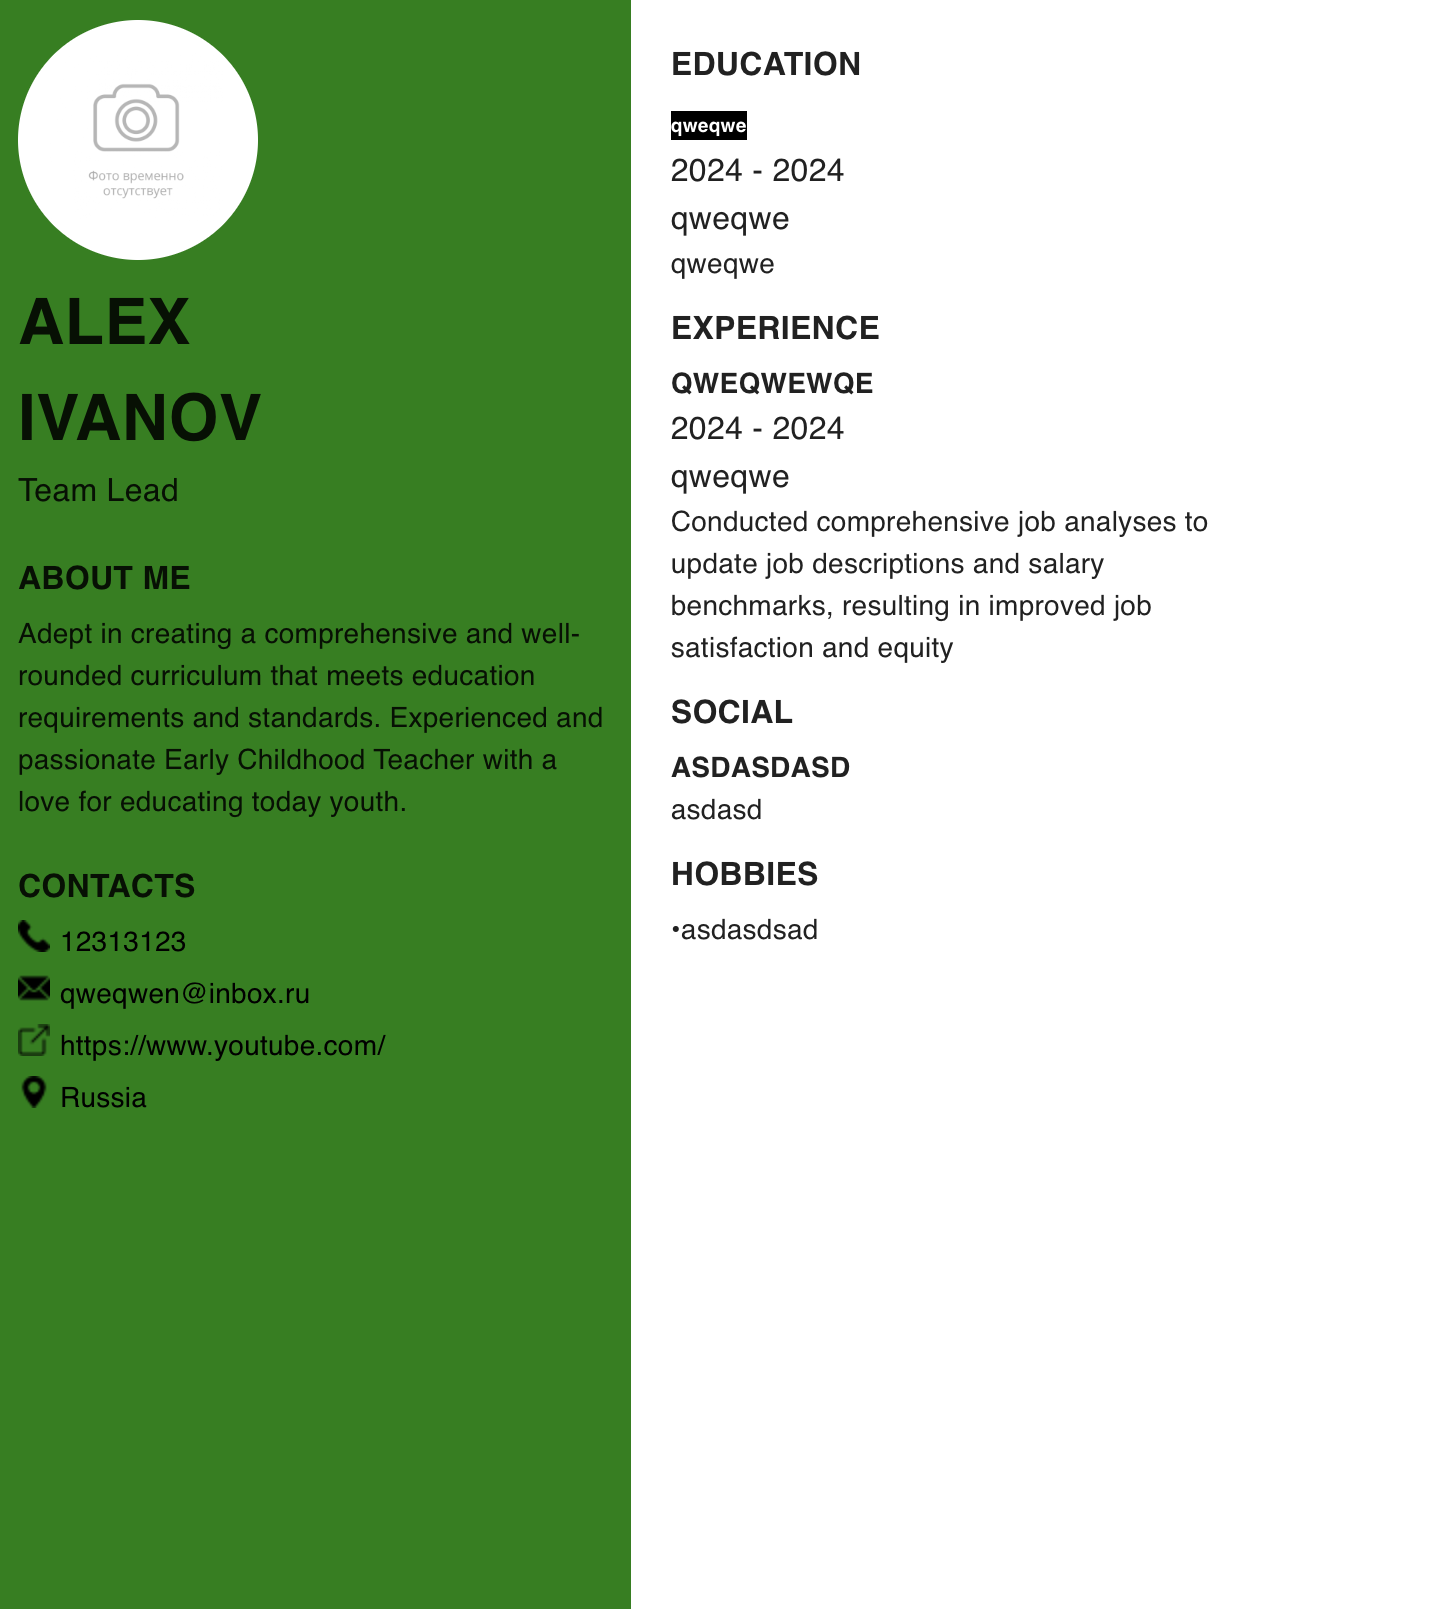 Фото временно
отсутствует
ALEX
IVANOV
Team Lead
ABOUT ME
Adept in creating a comprehensive and well-
rounded curriculum that meets education
requirements and standards. Experienced and
passionate Early Childhood Teacher with a
love for educating today youth.
CONTACTS
12313123
qweqwen@inbox.ru
https://www.youtube.com/
Russia
EDUCATION
qweqwe
2024 - 2024
qweqwe
qweqwe
EXPERIENCE
QWEQWEWQE
2024 - 2024
qweqwe
Conducted comprehensive job analyses to
update job descriptions and salary
benchmarks, resulting in improved job
satisfaction and equity
SOCIAL
ASDASDASD
asdasd
HOBBIES
•asdasdsad